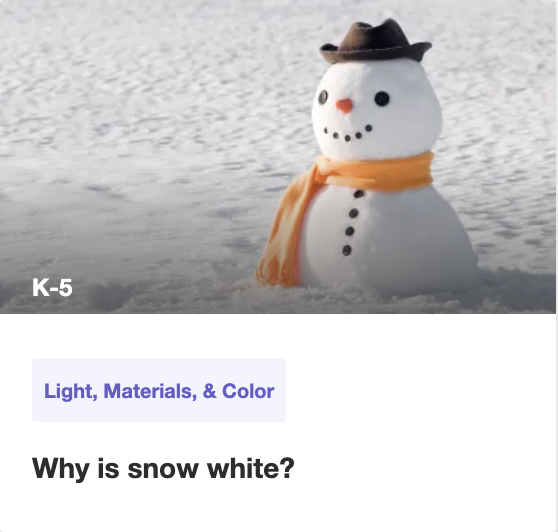 K-5
Light, Materials, & Color
Why is snow white?